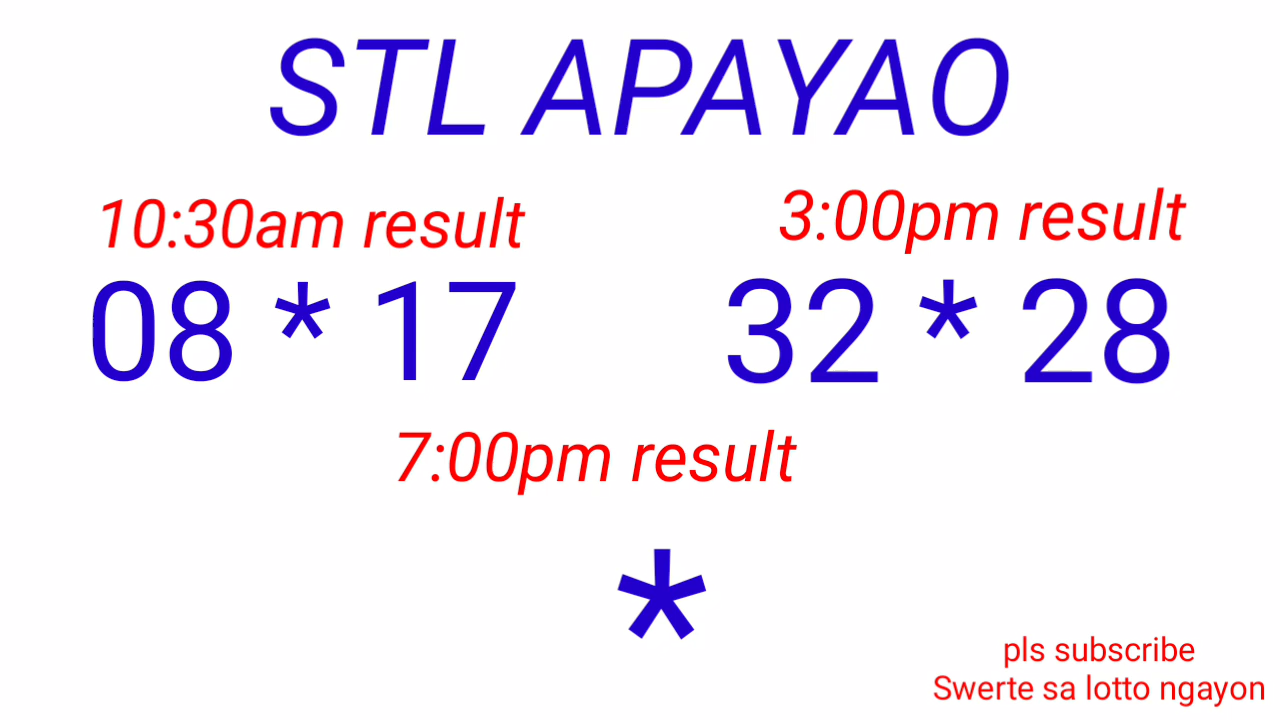 STL APAYAO
10:30am result
08 * 17
3:00pm result
32 * 28
7:00pm result
*
pls subscribe
Swerte sa lotto ngayon